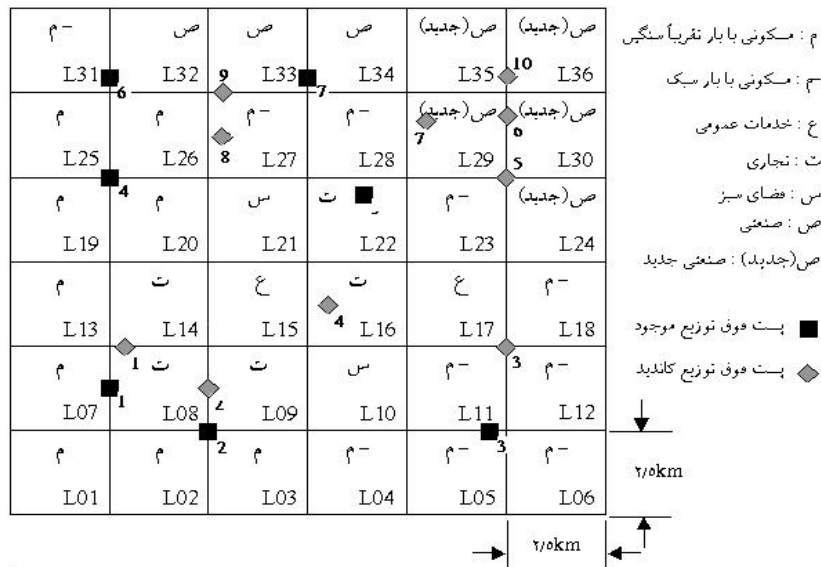 م- ص ص ص ص(جدید) ص(جدید)
L31 L32 L33 L34 L35 L36
6 9 7 10
م م م- م- ص(جدید) ص(جدید)
L25 L26 L27 L28 L29 L30
4 8 7 6 5
م م س ت م- ص(جدید)
L19 L20 L21 L22 L23 L24
م ت ع ت ع م-
L13 L14 L15 L16 L17 L18
1 4 3
م ت ت س م- م-
L07 L08 L09 L10 L11 L12
1 2 2 3
م م م م- م- م-
L01 L02 L03 L04 L05 L06
م : مسکونی با بار تقریباً سنگین
م- : مسکونی با بار سبک
ع : خدمات عمومی
ت : تجاری
س : فضای سبز
ص : صنعتی
ص(جدید) : صنعتی جدید
پست فوق توزیع موجود
پست فوق توزیع کاندید
۲/۵km
۲/۵km